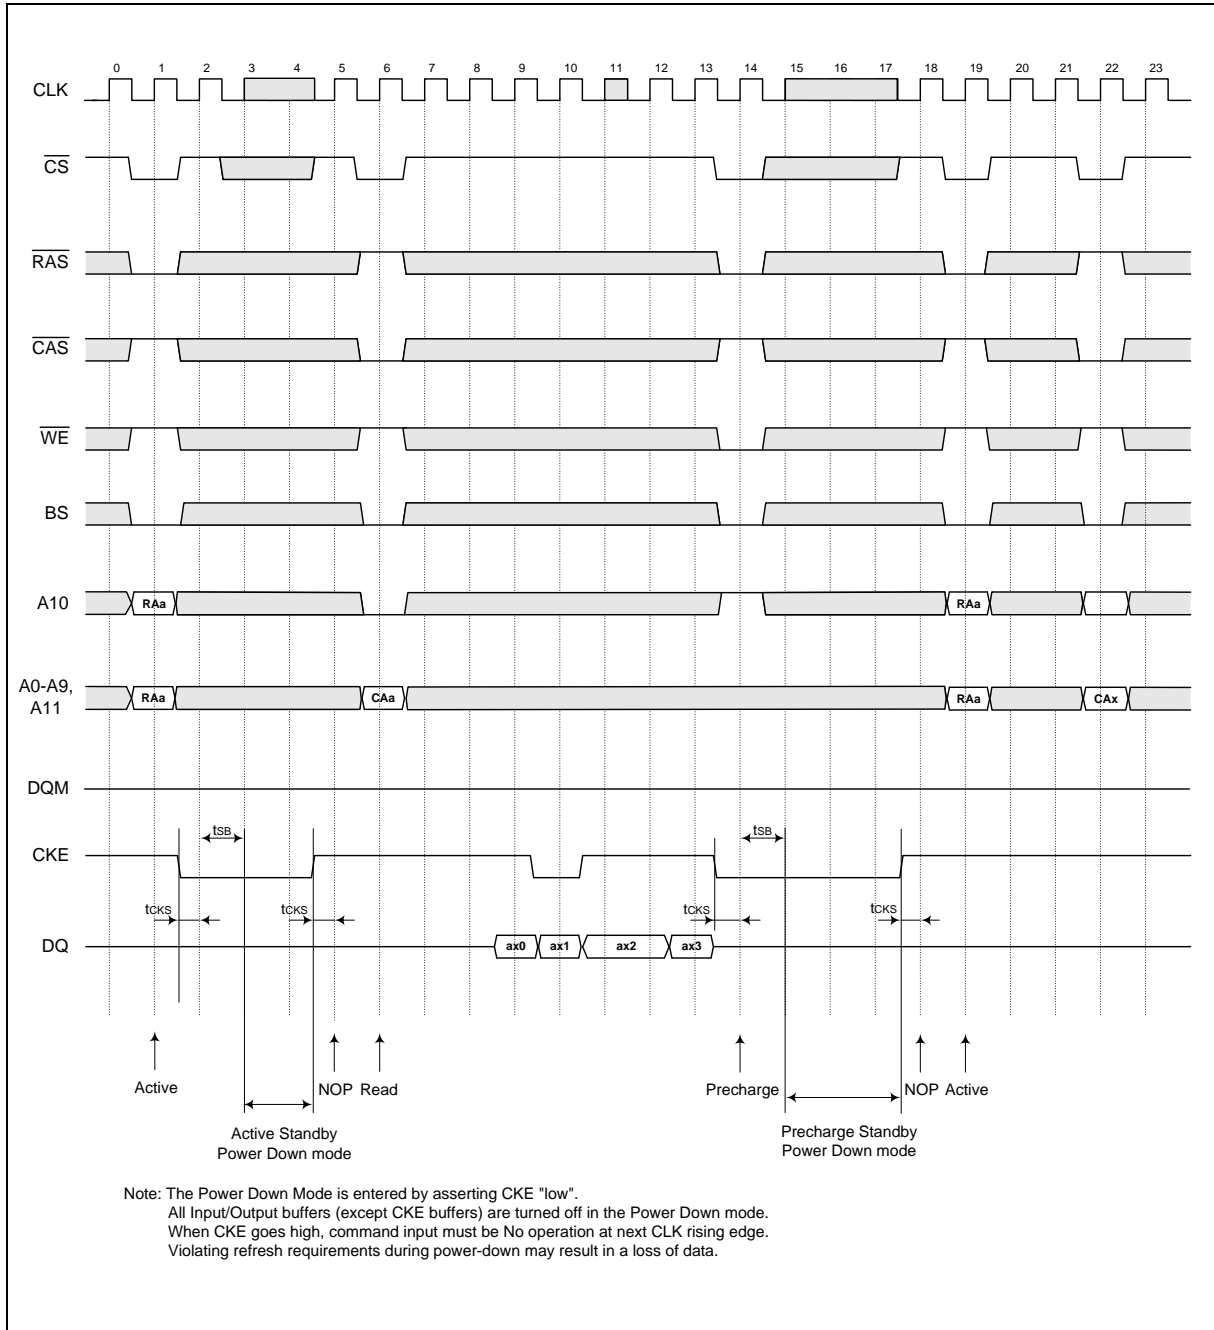 0 1 2 3 4 5 6 7 8 9 10 11 12 13 14 15 16 17 18 19 20 21 22 23
CLK
CS
RAS
CAS
WE
BS
A10 RAa RAa
A0-A9,
A11 RAa CAa RAa CAx
DQM
tSB tSB
CKE
tCKS tCKS tCKS tCKS
DQ ax0 ax1 ax2 ax3
Active NOP Read Precharge NOP Active
Active Standby
Power Down mode
Precharge Standby
Power Down mode
Note: The Power Down Mode is entered by asserting CKE "low".
All Input/Output buffers (except CKE buffers) are turned off in the Power Down mode.
When CKE goes high, command input must be No operation at next CLK rising edge.
Violating refresh requirements during power-down may result in a loss of data.